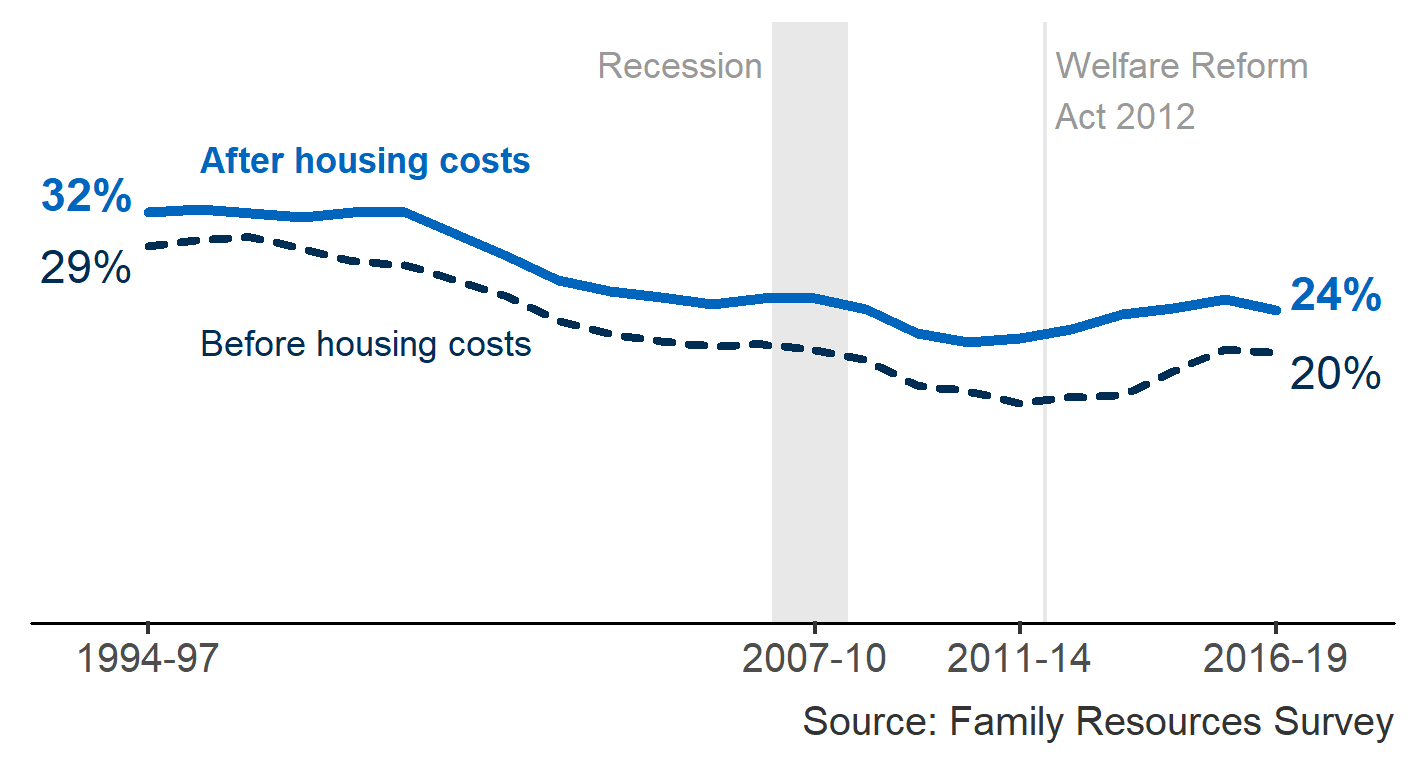 Recession
Welfare Reform
Act 2012
After housing costs
32%
29%
Before housing costs
24%
20%
1994-97
2007-10
2011-14
2016-19
Source: Family Resources Survey